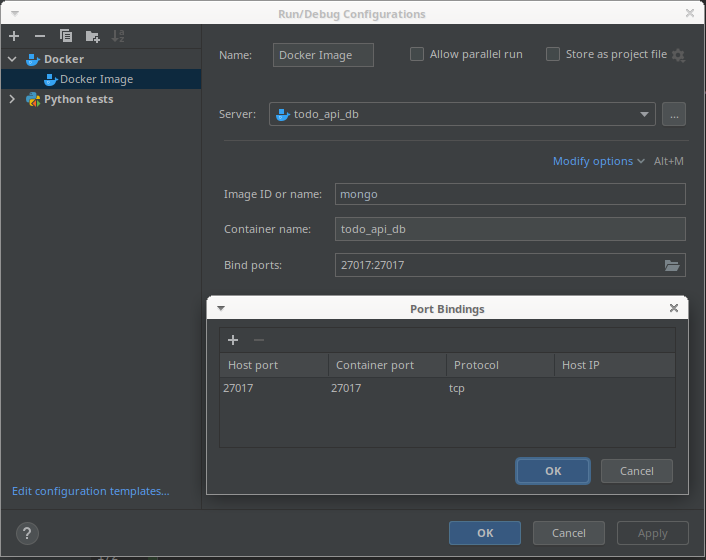 Run/Debug Configurations
Docker
Docker Image
Python tests
Edit configuration templates...
Name: Docker Image Allow parallel run Store as project file
Server: todo_api_db ...
Modify options Alt+M
Image ID or name: mongo
Container name: todo_api_db
Bind ports: 27017:27017
Port Bindings
Host port Container port Protocol Host IP
27017 27017 tcp
OK Cancel
? OK Cancel Apply